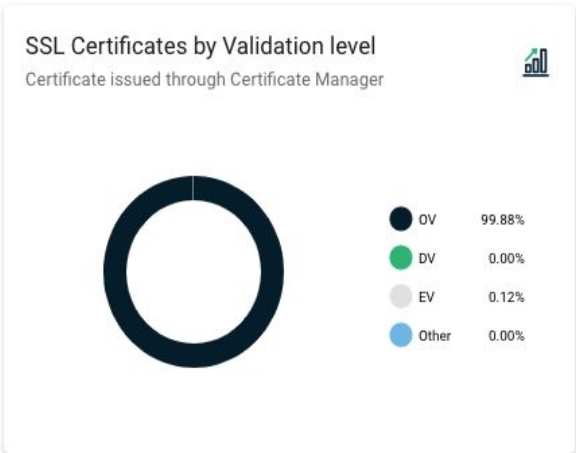 SSL Certificates by Validation level
Certificate issued through Certificate Manager
OV 99.88%
DV 0.00%
EV 0.12%
Other 0.00%